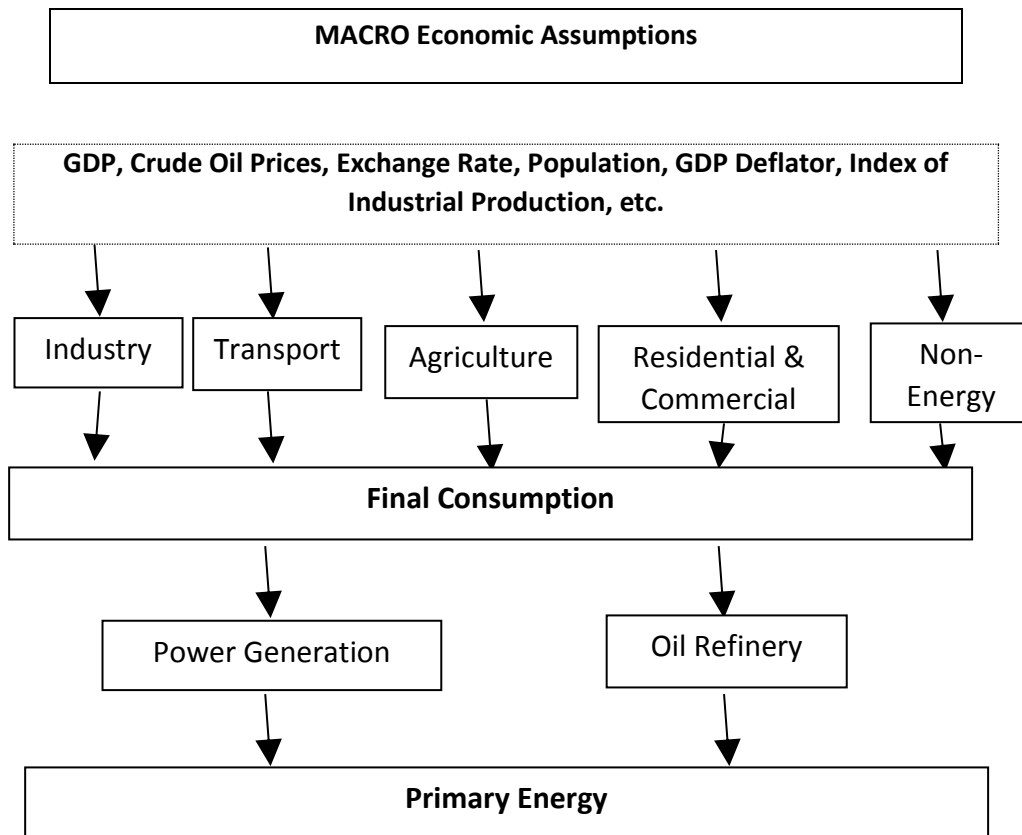 MACRO Economic Assumptions
GDP, Crude Oil Prices, Exchange Rate, Population, GDP Deflator, Index of
Industrial Production, etc.
Industry
Transport
Agriculture
Residential &
Commercial
Non-
Energy
Final Consumption
Power Generation
Oil Refinery
Primary Energy